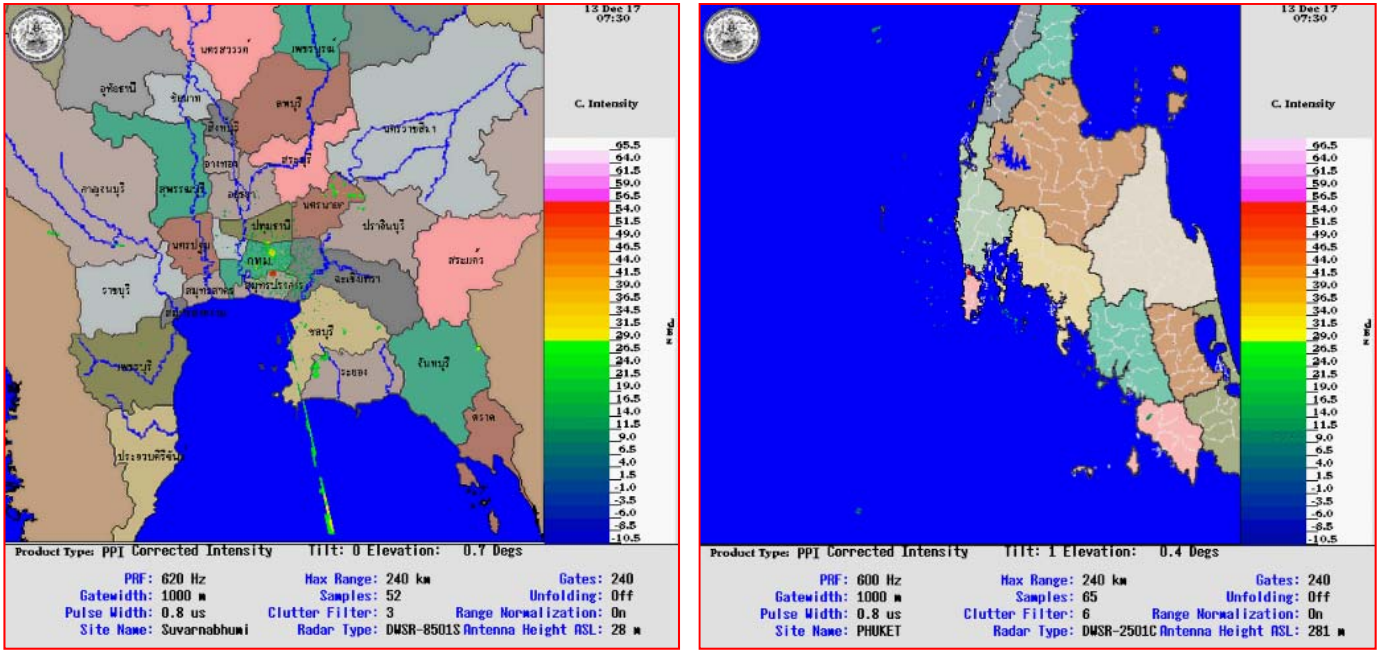 13 Dec 17
07:30
C. Intensity
นครสวรรค์
เพชรบูรณ์
อุทัยธานี
ชัยนาท
ลพบุรี
สิงห์บุรี
นครราชสีมา
อ่างทอง
สระบุรี
กาญจนบุรี
สุพรรณบุรี
อยุธยา
นครนายก
ปทุมธานี
ปราจีนบุรี
นครปฐม
กทม.
สระแก้ว
ฉะเชิงเทรา
ราชบุรี
สมุทรสาคร
สมุทรปราการ
ชลบุรี
เพชรบุรี
ระยอง
จันทบุรี
ตราด
ประจวบคีรีขันธ์
65.5
64.0
61.5
59.0
56.5
54.0
51.5
49.0
46.5
44.0
41.5
39.0
36.5
34.0
31.5
29.0
26.5
24.0
21.5
19.0
16.5
14.0
11.5
9.0
6.5
4.0
1.5
-1.0
-3.5
-6.0
-8.5
-10.5
Product Type: PPI Corrected Intensity Tilt: 0 Elevation: 0.7 Degs
PRF: 620 Hz Max Range: 240 km Gates: 240
Gatewidth: 1000 m Samples: 52 Unfolding: Off
Pulse Width: 0.8 us Clutter Filter: 3 Range Normalization: On
Site Name: Suvarnabhumi Radar Type: DWSR-8501S Antenna Height ASL: 28 m
13 Dec 17
07:30
C. Intensity
66.5
64.0
61.5
59.0
56.5
54.0
51.5
49.0
46.5
44.0
41.5
39.0
36.5
34.0
31.5
29.0
26.5
24.0
21.5
19.0
16.5
14.0
11.5
9.0
6.5
4.0
1.5
-1.0
-3.5
-6.0
-8.5
-10.5
Product Type: PPI Corrected Intensity Tilt: 1 Elevation: 0.4 Degs
PRF: 600 Hz Max Range: 240 km Gates: 240
Gatewidth: 1000 m Samples: 65 Unfolding: Off
Pulse Width: 0.8 us Clutter Filter: 6 Range Normalization: On
Site Name: PHUKET Radar Type: DWSR-2501C Antenna Height ASL: 281 m